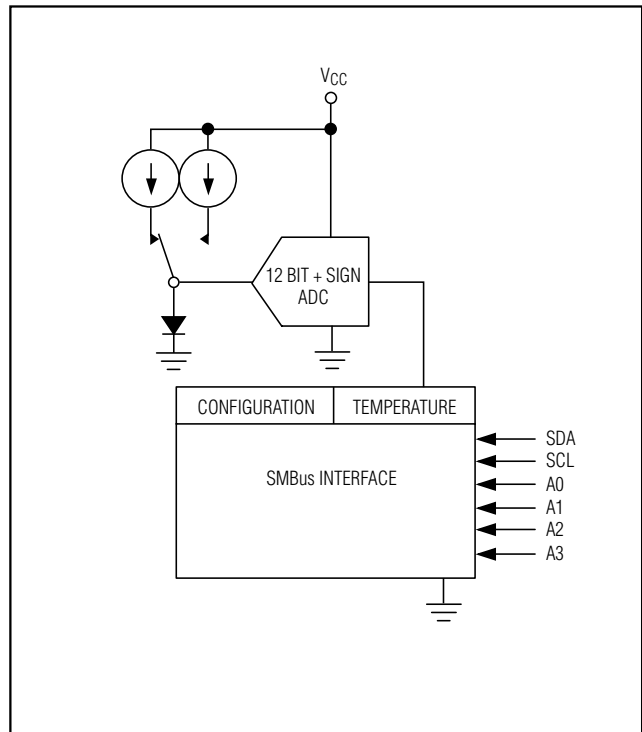 VCC
12 BIT + SIGN
ADC
CONFIGURATION
TEMPERATURE
SMBus INTERFACE
SDA
SCL
A0
A1
A2
A3